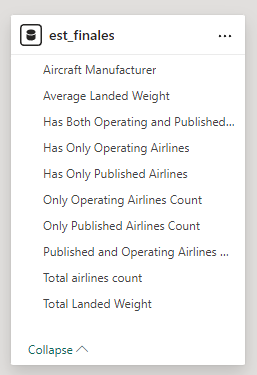 est_finales
Aircraft Manufacturer
Average Landed Weight
Has Both Operating and Published...
Has Only Operating Airlines
Has Only Published Airlines
Only Operating Airlines Count
Only Published Airlines Count
Published and Operating Airlines ...
Total airlines count
Total Landed Weight
Collapse